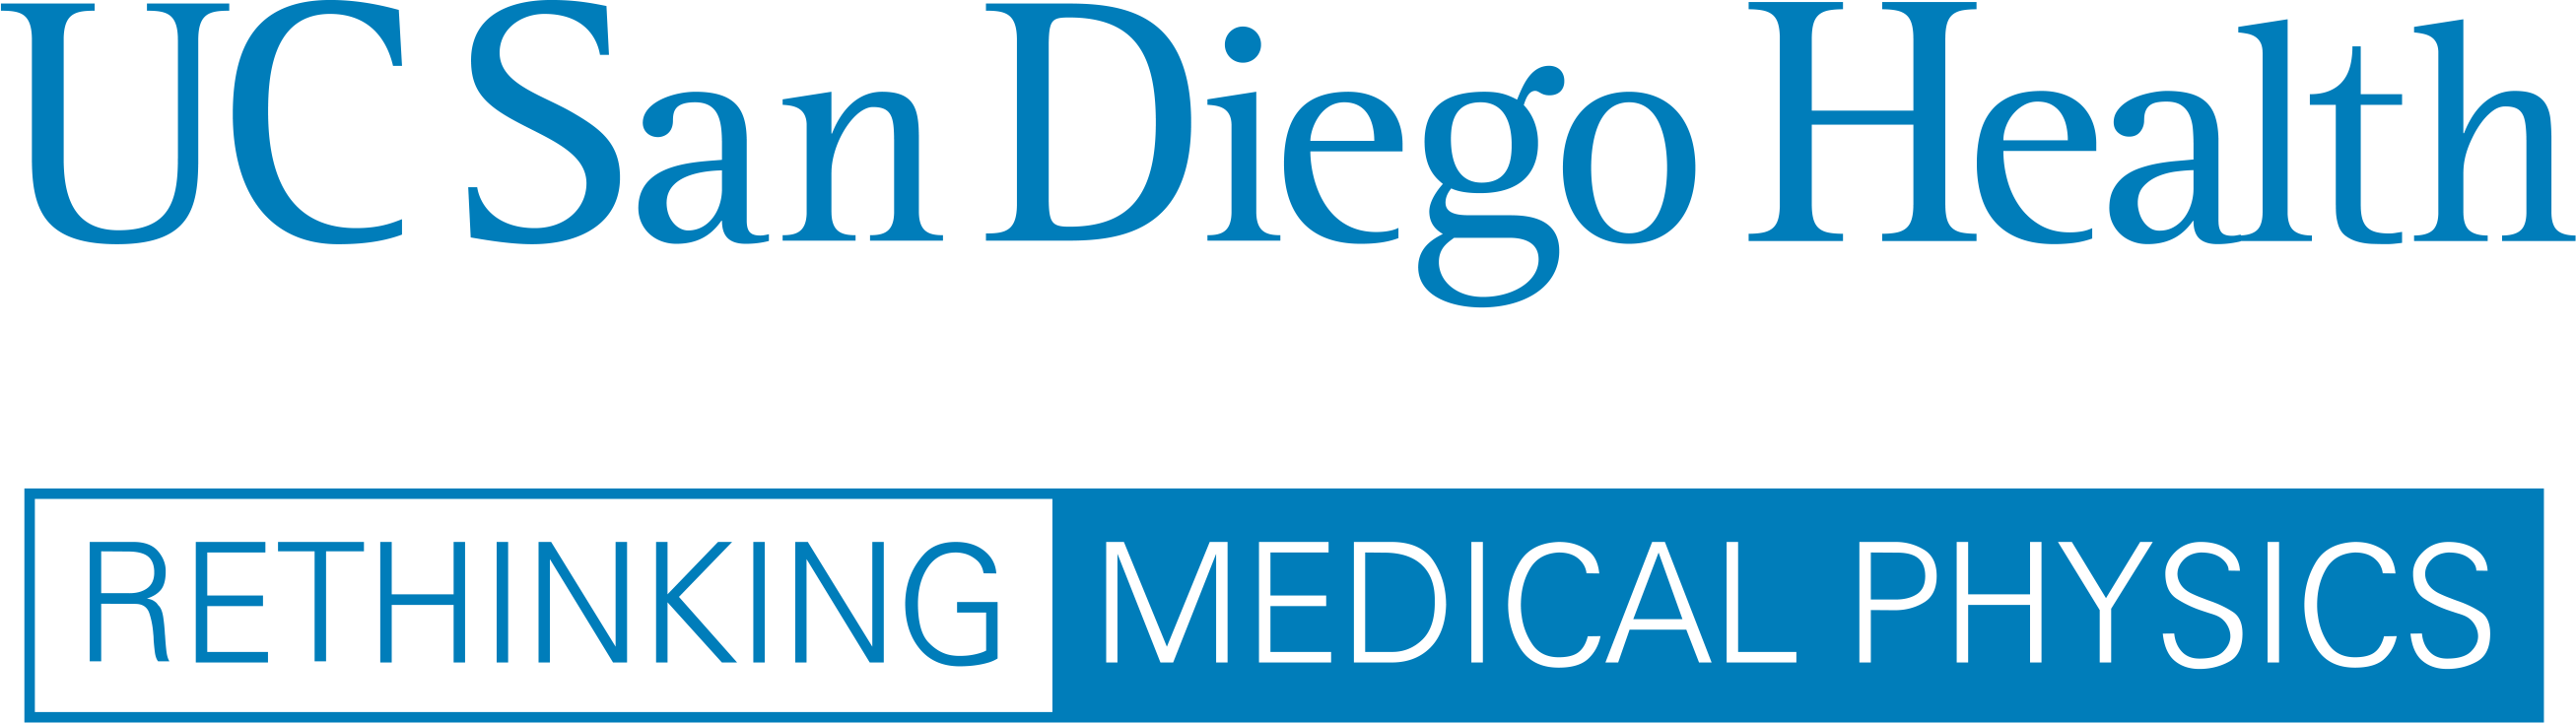 UC San Diego Health
RETHINKING MEDICAL PHYSICS